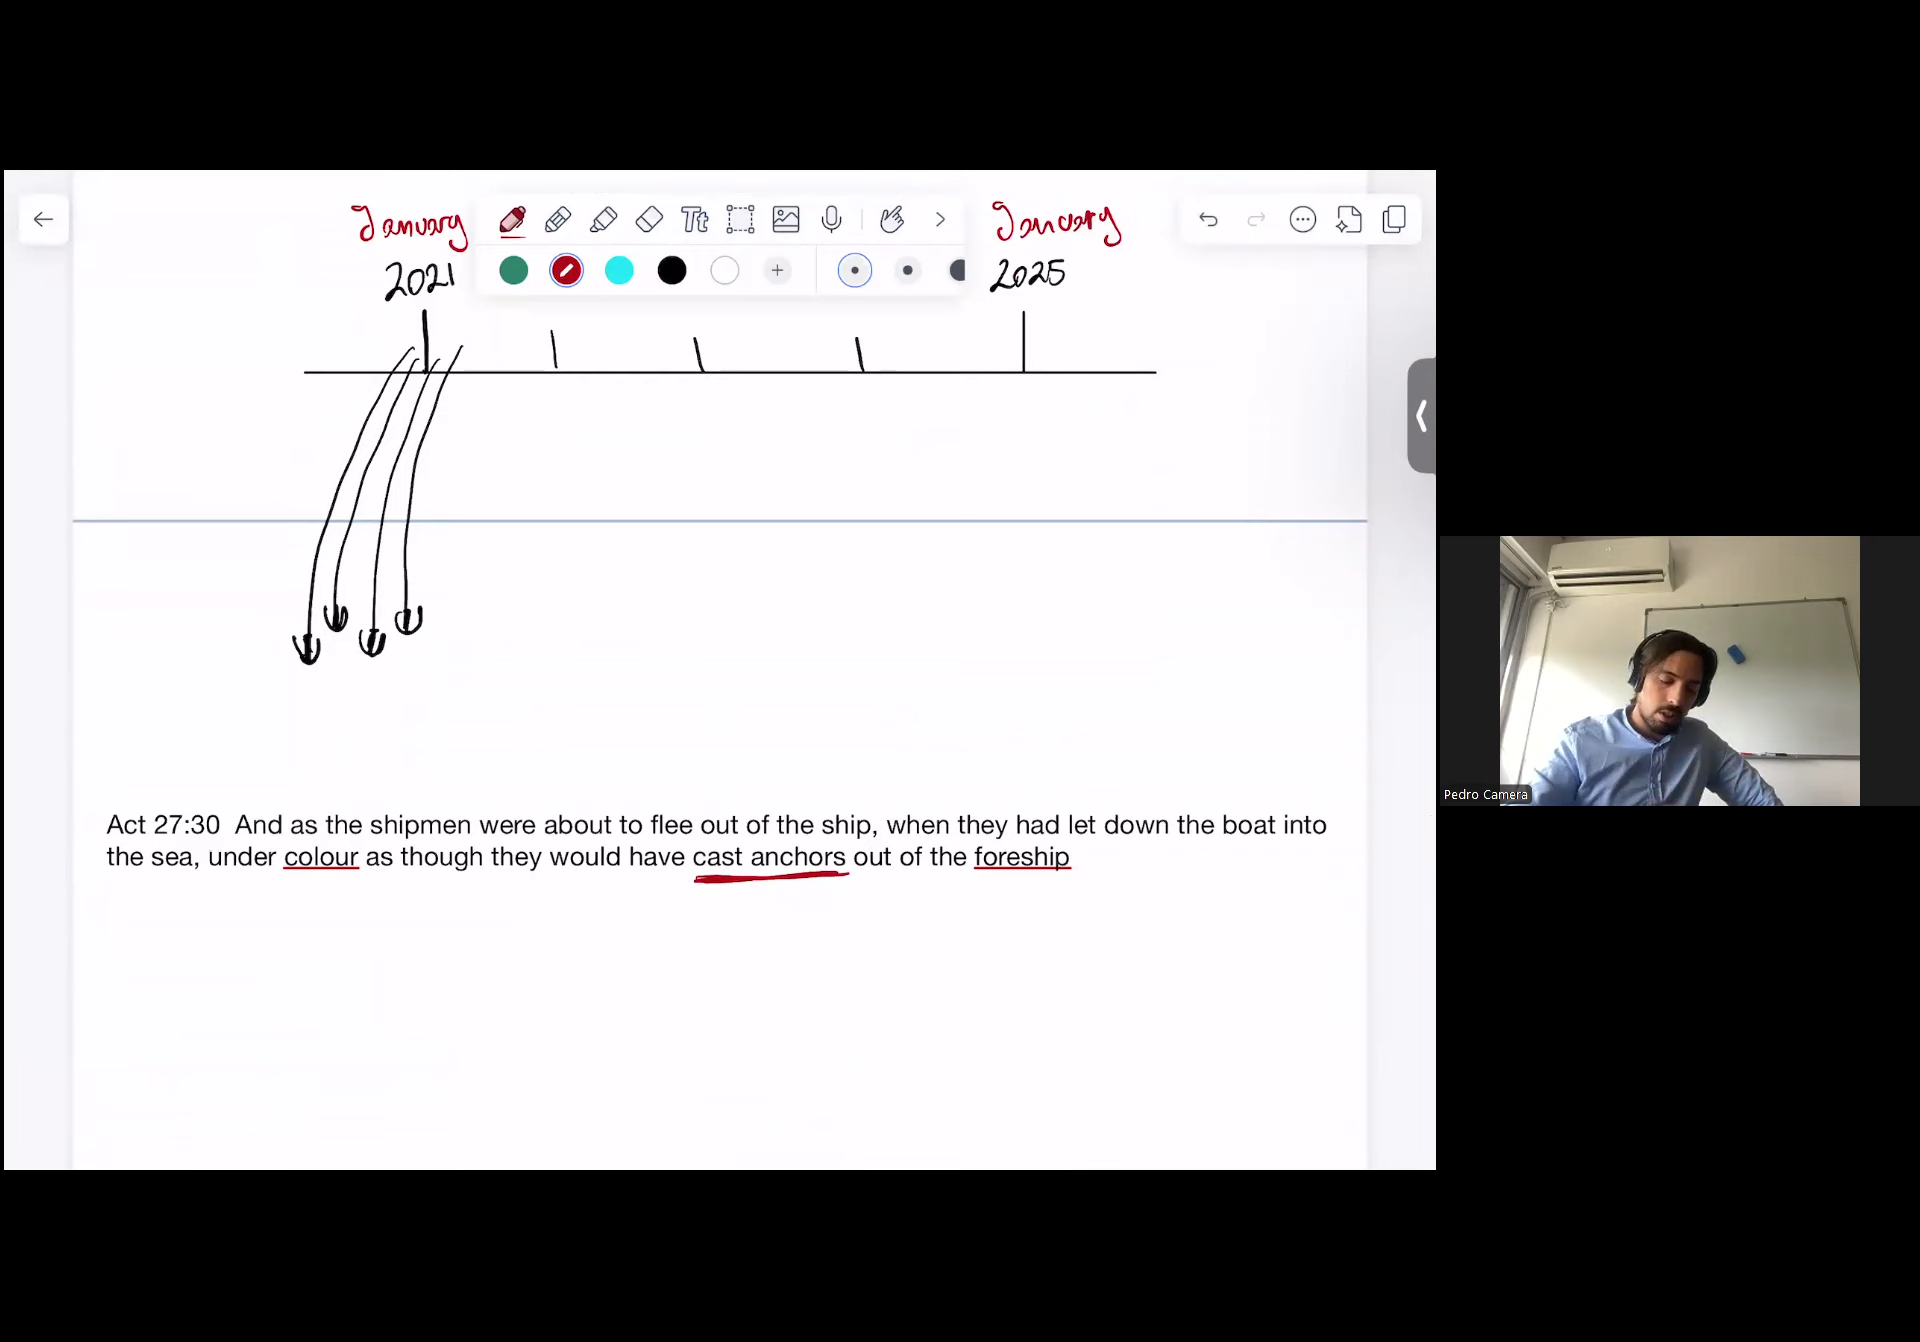 January
January
Tt
2021
2025
Act 27:30  And as the shipmen were about to flee out of the ship, when they had let down the boat into
the sea, under colour as though they would have cast anchors out of the foreship
Pedro Camera